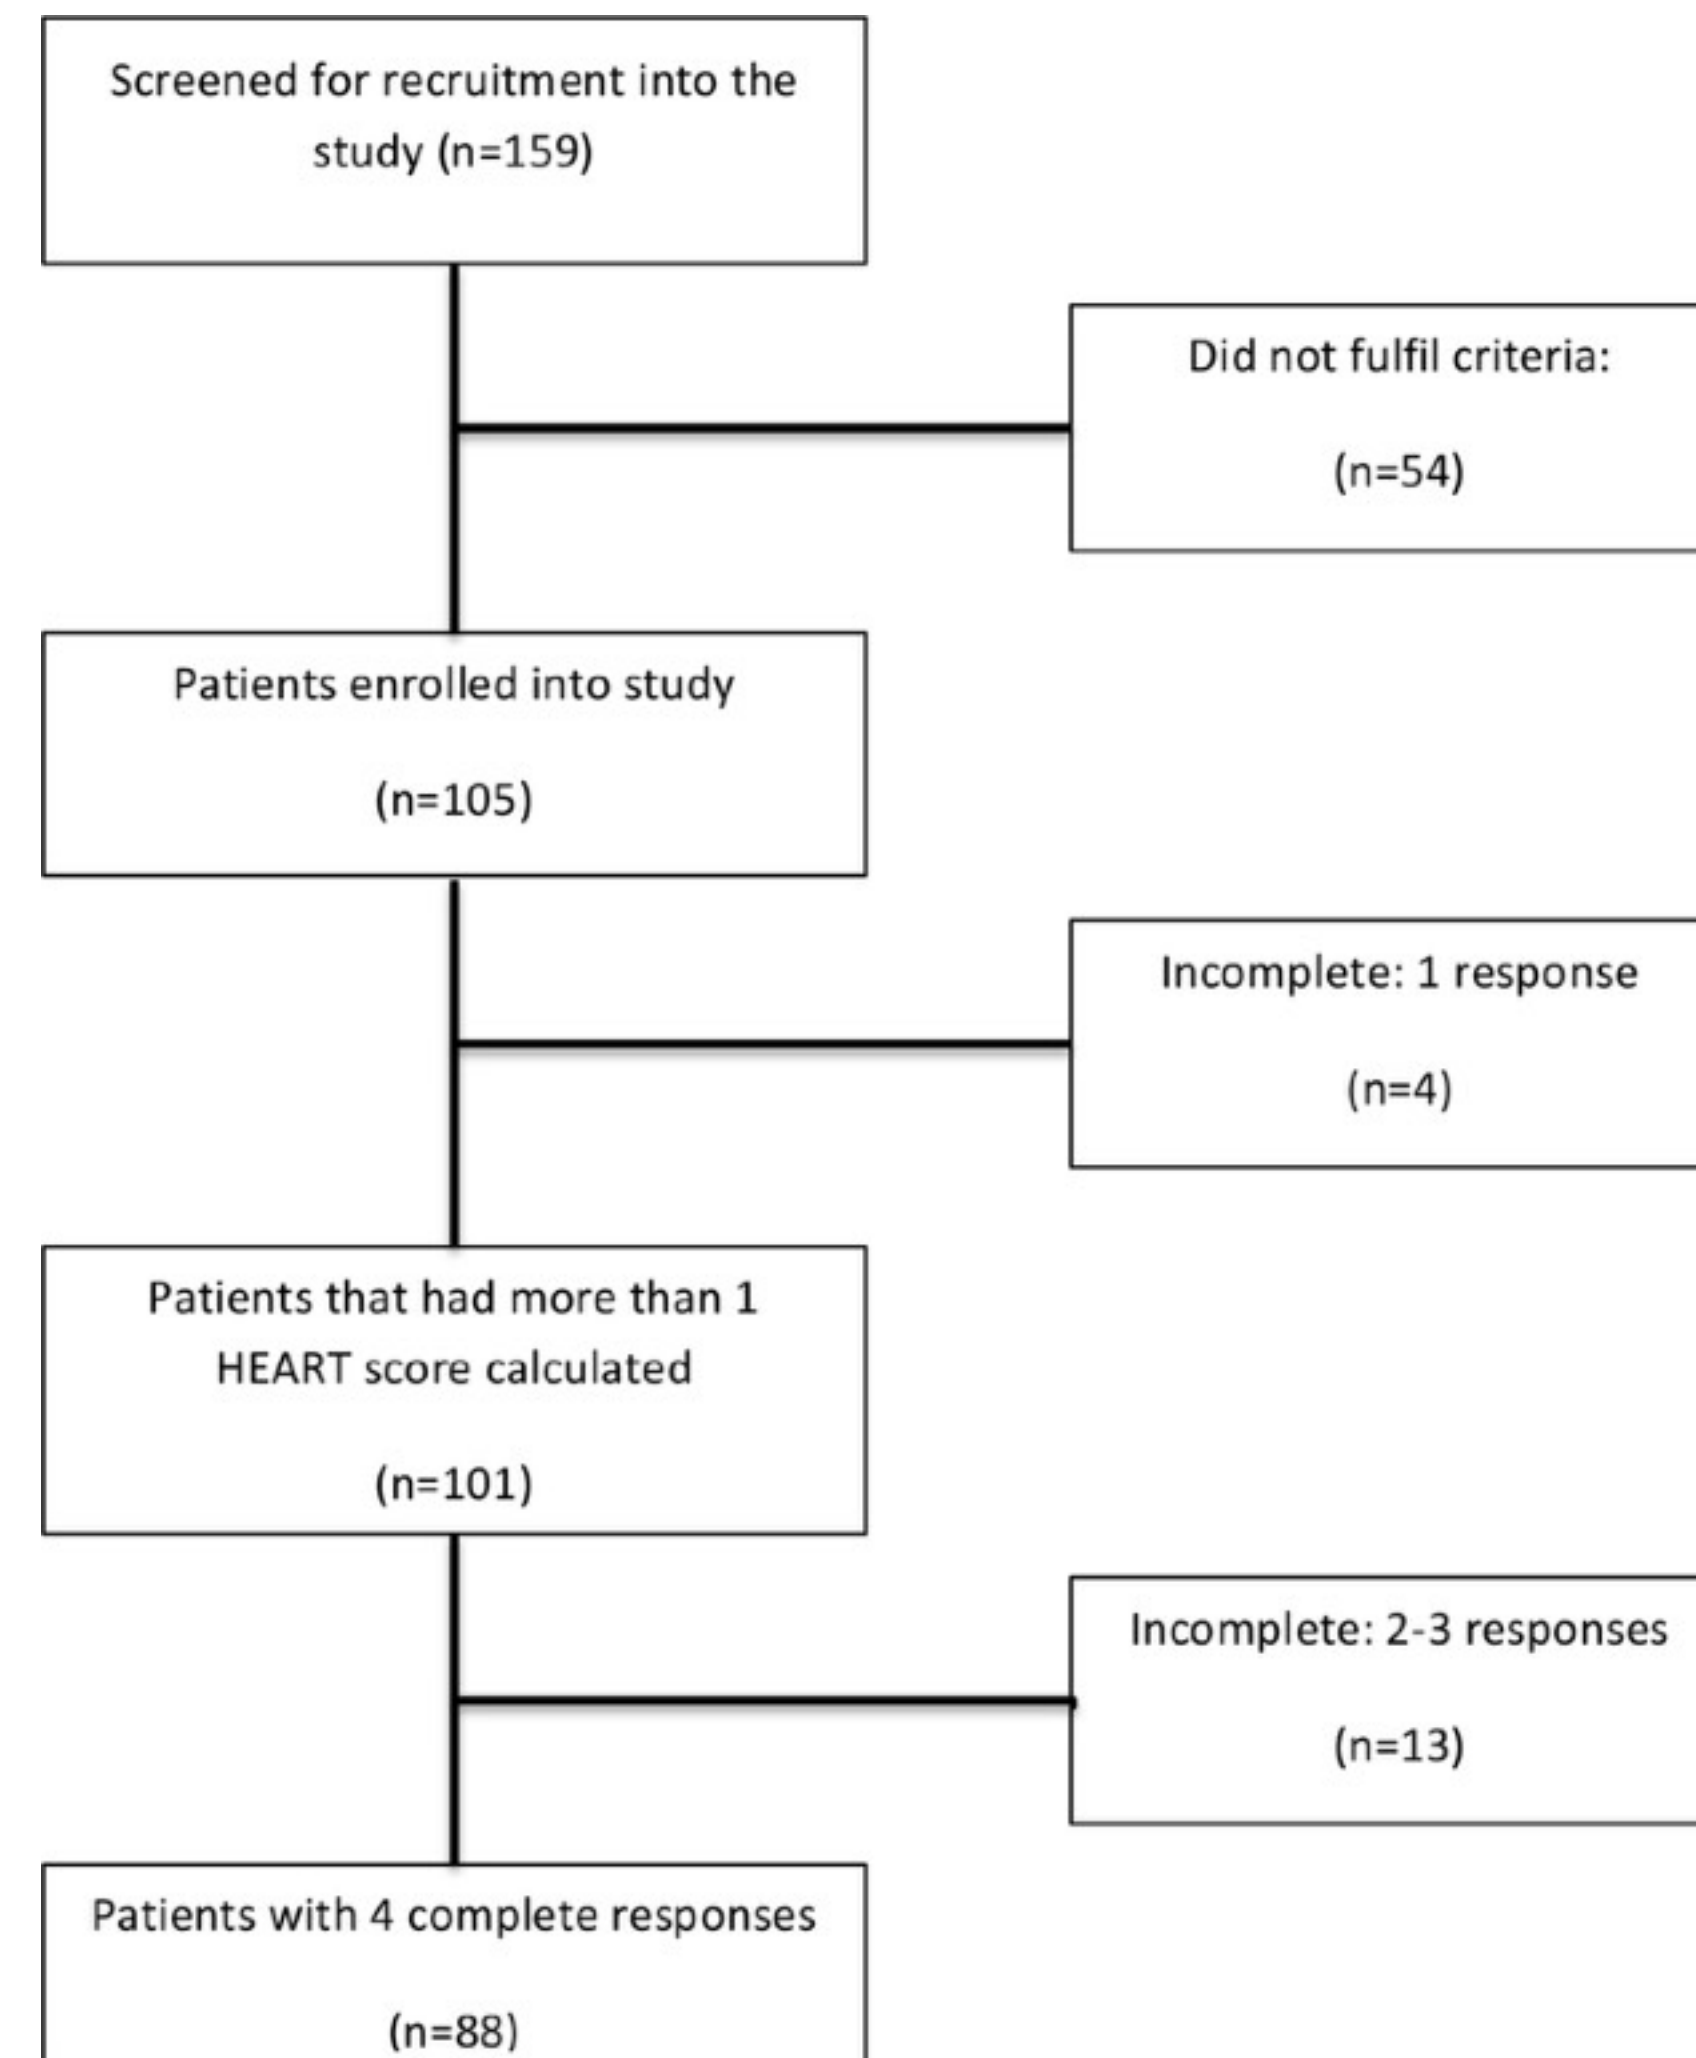 Screened for recruitment into the
study (n=159)
Did not fulfil criteria:
(n=54)
Patients enrolled into study
(n=105)
Incomplete: 1 response
(n=4)
Patients that had more than 1
HEART score calculated
(n=101)
Incomplete: 2-3 responses
(n=13)
Patients with 4 complete responses
(n=88)